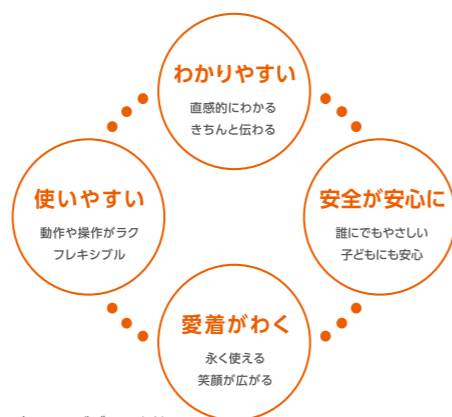 わかりやすい
直感的にわかる
きちんと伝わる
使いやすい
動作や操作がラク
フレキシブル
安全が安心に
誰にでもやさしい
子どもにも安心
愛着がわく
永く使える
笑顔が広がる